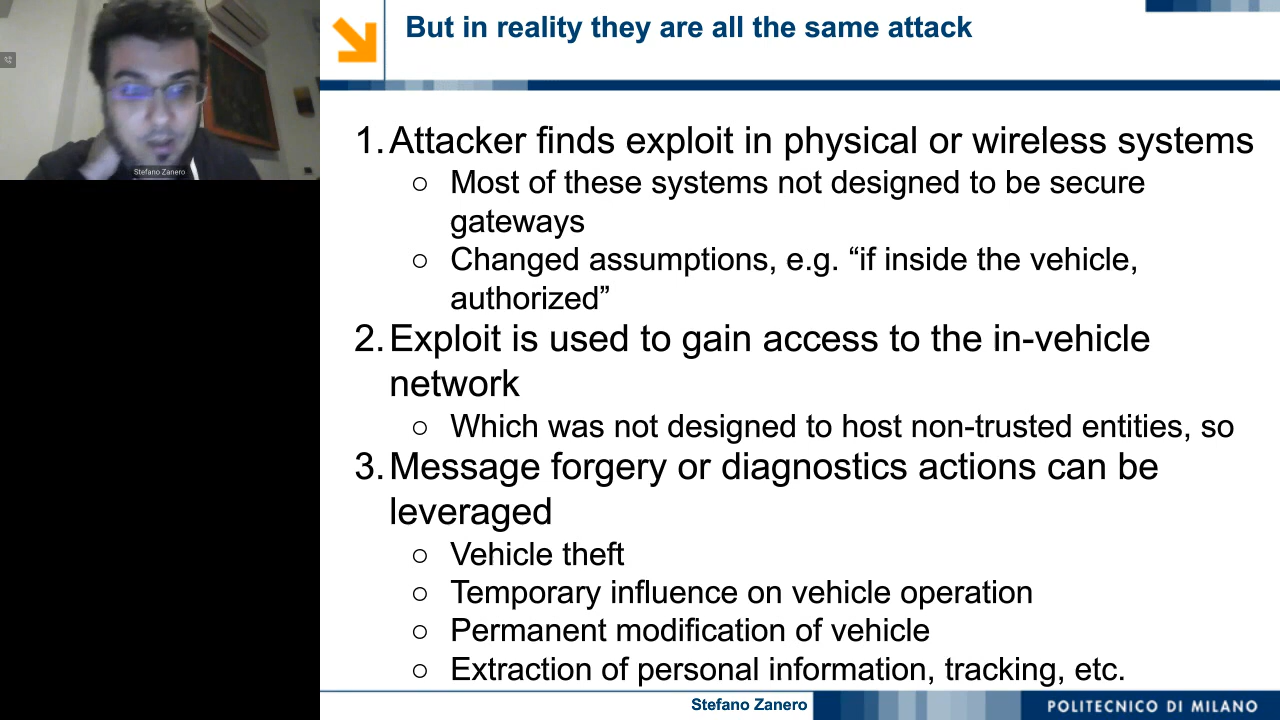 Stefano Zanero
But in reality they are all the same attack
1. Attacker finds exploit in physical or wireless systems
○ Most of these systems not designed to be secure
gateways
○ Changed assumptions, e.g. “if inside the vehicle,
authorized”
2. Exploit is used to gain access to the in-vehicle
network
○ Which was not designed to host non-trusted entities, so
3. Message forgery or diagnostics actions can be
leveraged
○ Vehicle theft
○ Temporary influence on vehicle operation
○ Permanent modification of vehicle
○ Extraction of personal information, tracking, etc.
Stefano Zanero
POLITECNICO DI MILANO